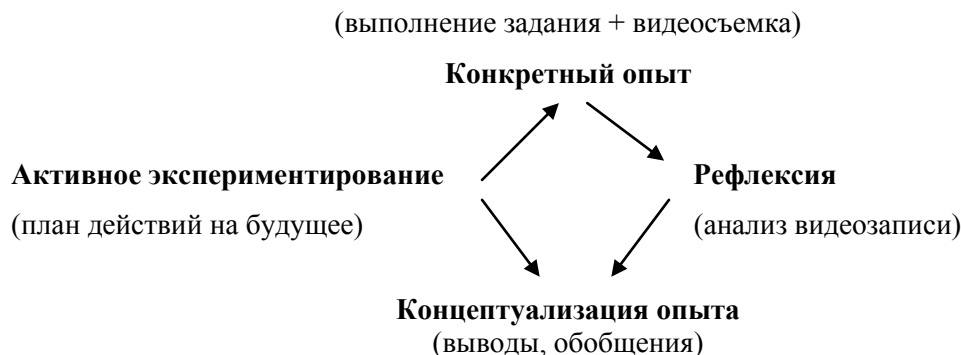 (выполнение задания + видеосъемка)
Конкретный опыт
Активное экспериментирование
Рефлексия
(план действий на будущее)
(анализ видеозаписи)
Концептуализация опыта
(выводы, обобщения)